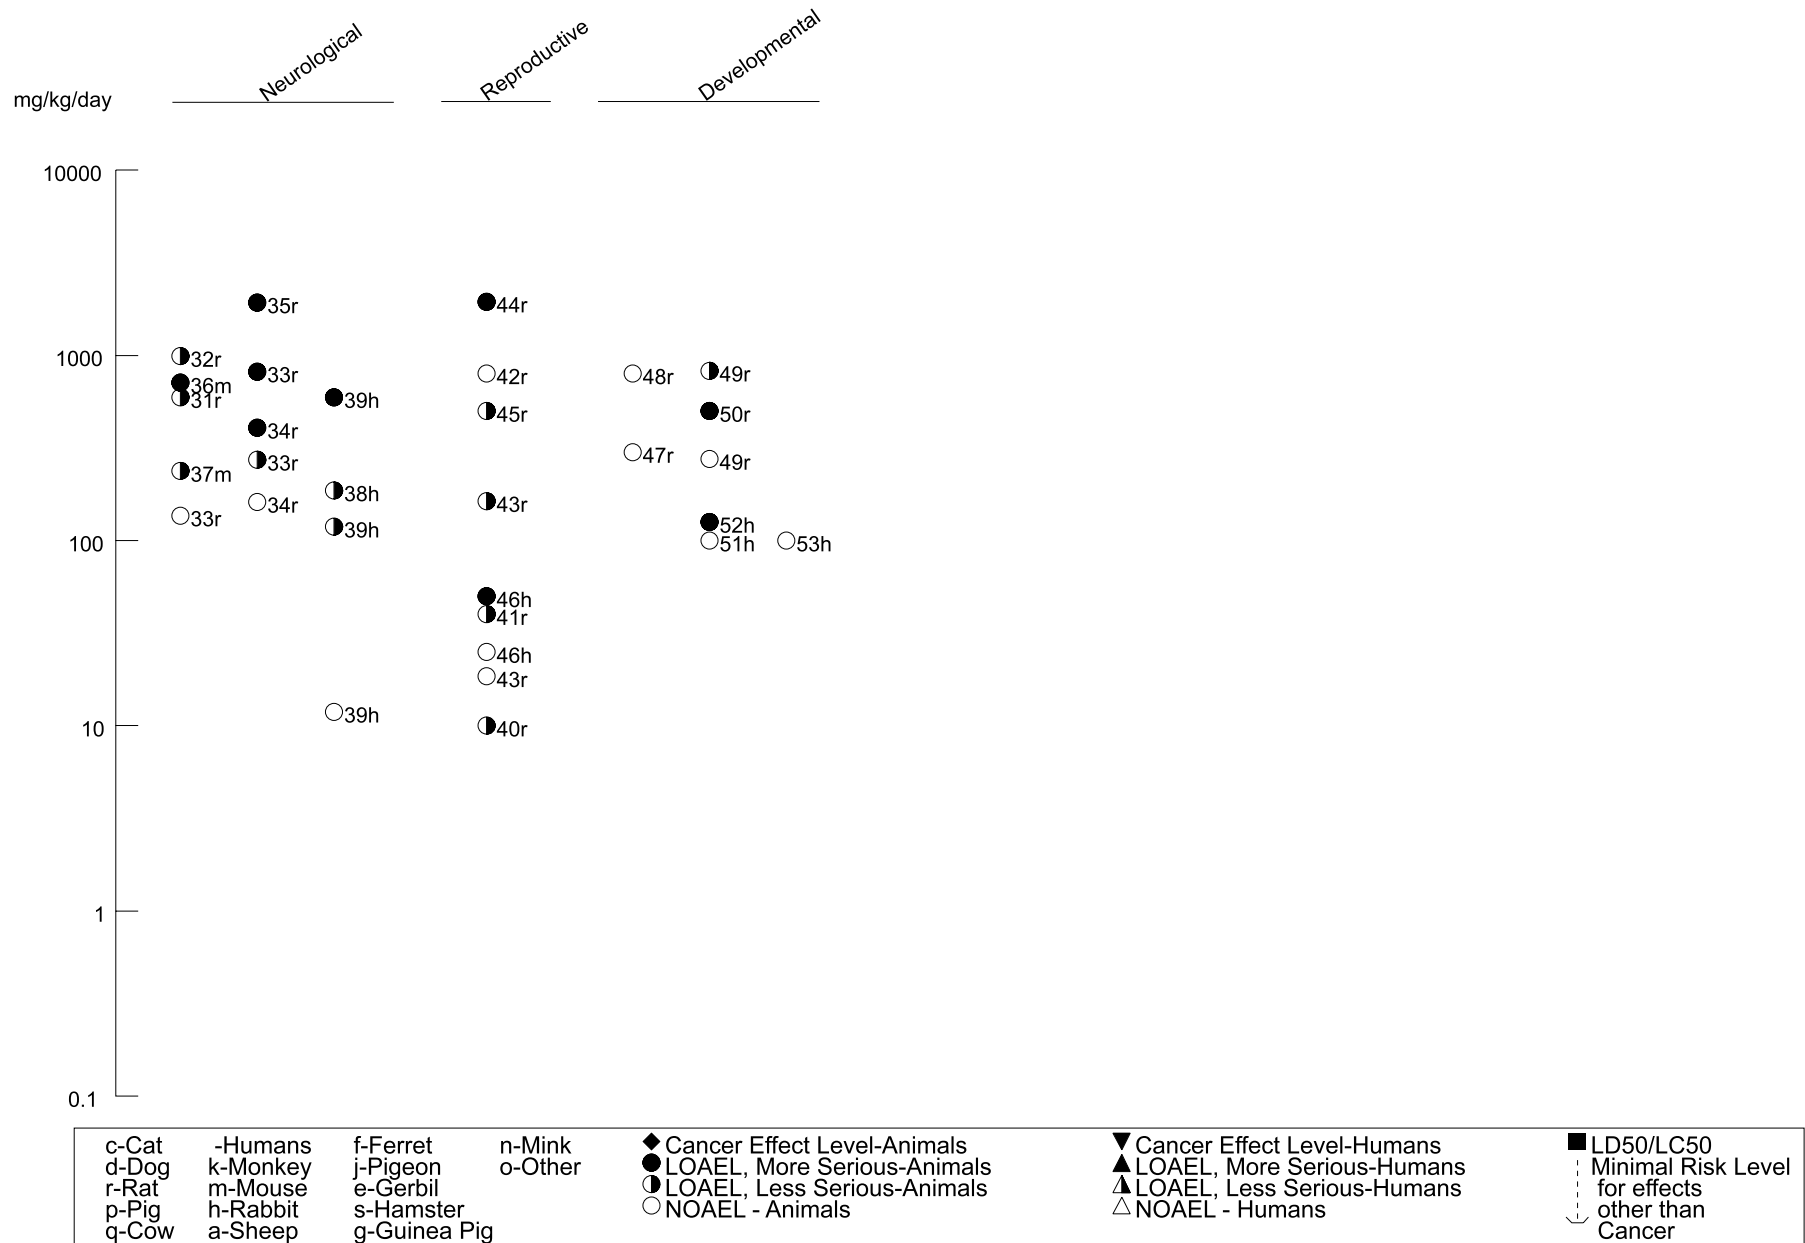 Neurological
Reproductive
Developmental
mg/kg/day
10000
35r
44r
1000
32r
33r
42r
48r
49r
36m
31r
39h
45r
50r
34r
33r
47r
49r
37m
38h
34r
43r
33r
39h
52h
100
51h
53h
46h
41r
46h
43r
39h
10
40r
1
0.1
c-Cat -Humans f-Ferret n-Mink Cancer Effect Level-Animals Cancer Effect Level-Humans LD50/LC50
d-Dog k-Monkey j-Pigeon o-Other LOAEL, More Serious-Animals LOAEL, More Serious-Humans Minimal Risk Level
r-Rat m-Mouse e-Gerbil LOAEL, Less Serious-Animals LOAEL, Less Serious-Humans for effects
p-Pig h-Rabbit s-Hamster NOAEL - Animals NOAEL - Humans other than
q-Cow a-Sheep g-Guinea Pig Cancer